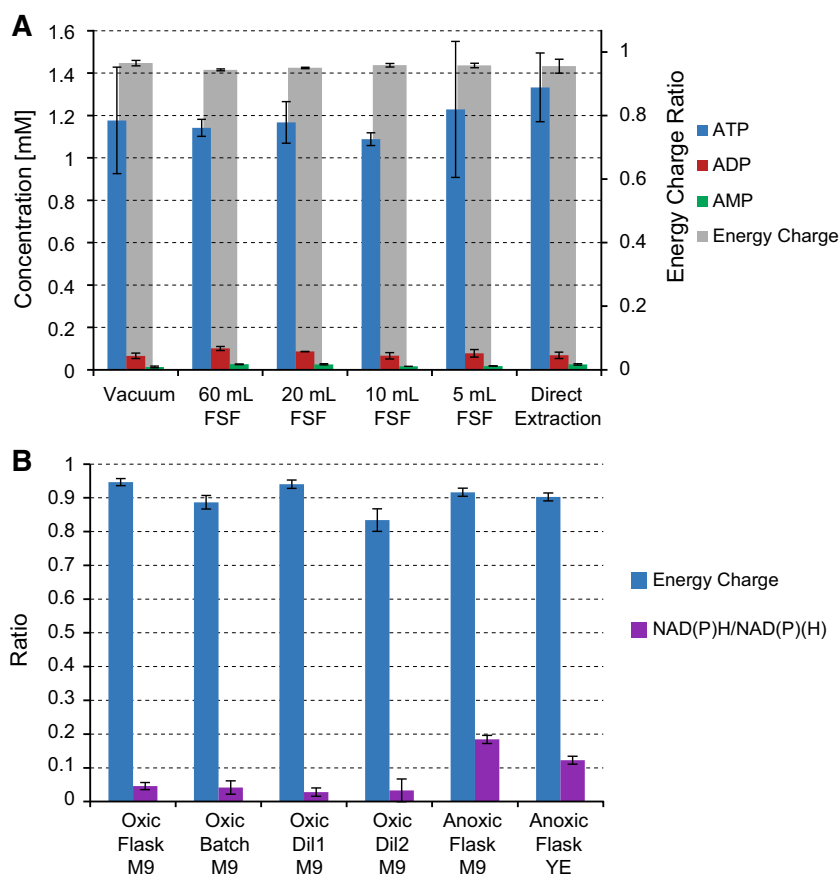 A
Concentration [mM]
1.6
1.4
1.2
1
0.8
0.6
0.4
0.2
0
1
0.8
0.6
0.4
0.2
0
Energy Charge Ratio
ATP
ADP
AMP
Energy Charge
Vacuum
60 mL
FSF
20 mL
FSF
10 mL
FSF
5 mL
FSF
Direct
Extraction
B
Ratio
1
0.9
0.8
0.7
0.6
0.5
0.4
0.3
0.2
0.1
0
Energy Charge
NAD(P)H/NAD(P)(H)
Oxic
Flask
M9
Oxic
Batch
M9
Oxic
Dil1
M9
Oxic
Dil2
M9
Anoxic
Flask
M9
Anoxic
Flask
YE